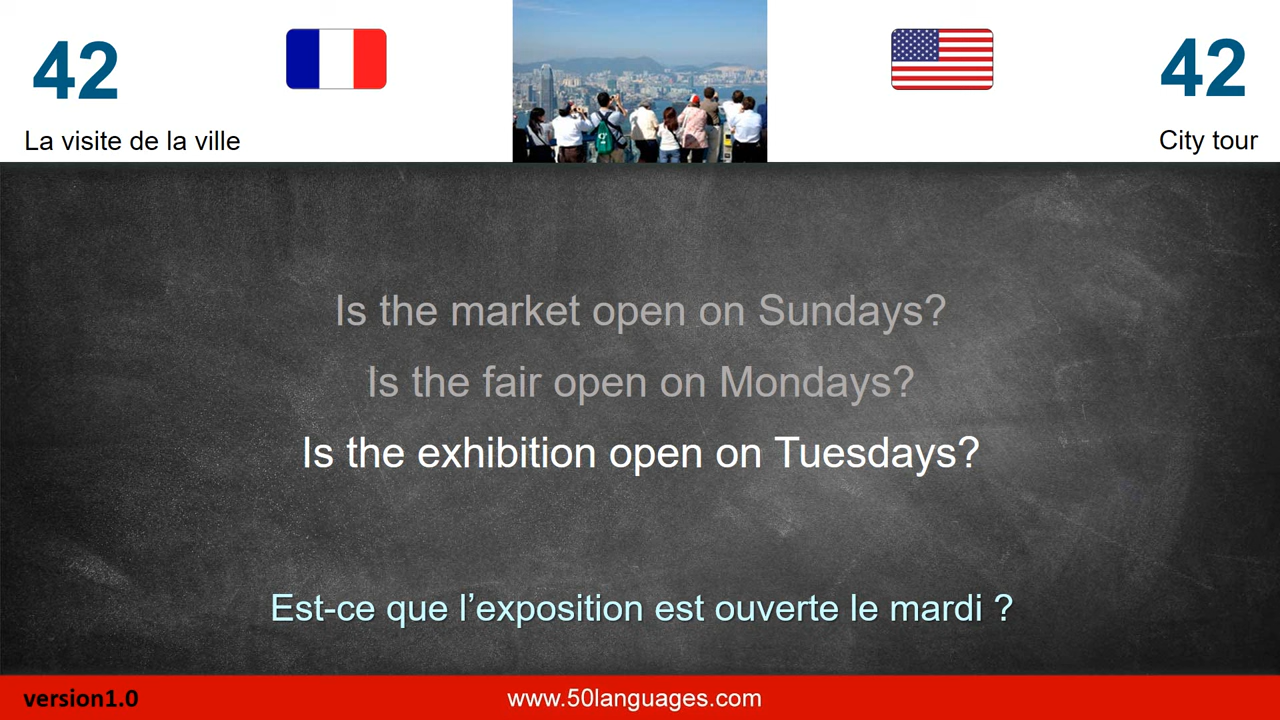 42
42
La visite de la ville
City tour
Is the market open on Sundays?
Is the fair open on Mondays?
Is the exhibition open on Tuesdays?
Est-ce que l’exposition est ouverte le mardi ?
version1.0
www.50languages.com